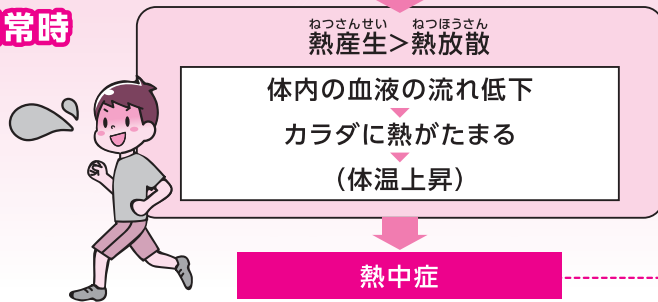 常時
ねつさんせい ねつほうさん
熱産生>熱放散
体内の血液の流れ低下
カラダに熱がたまる
(体温上昇)
熱中症